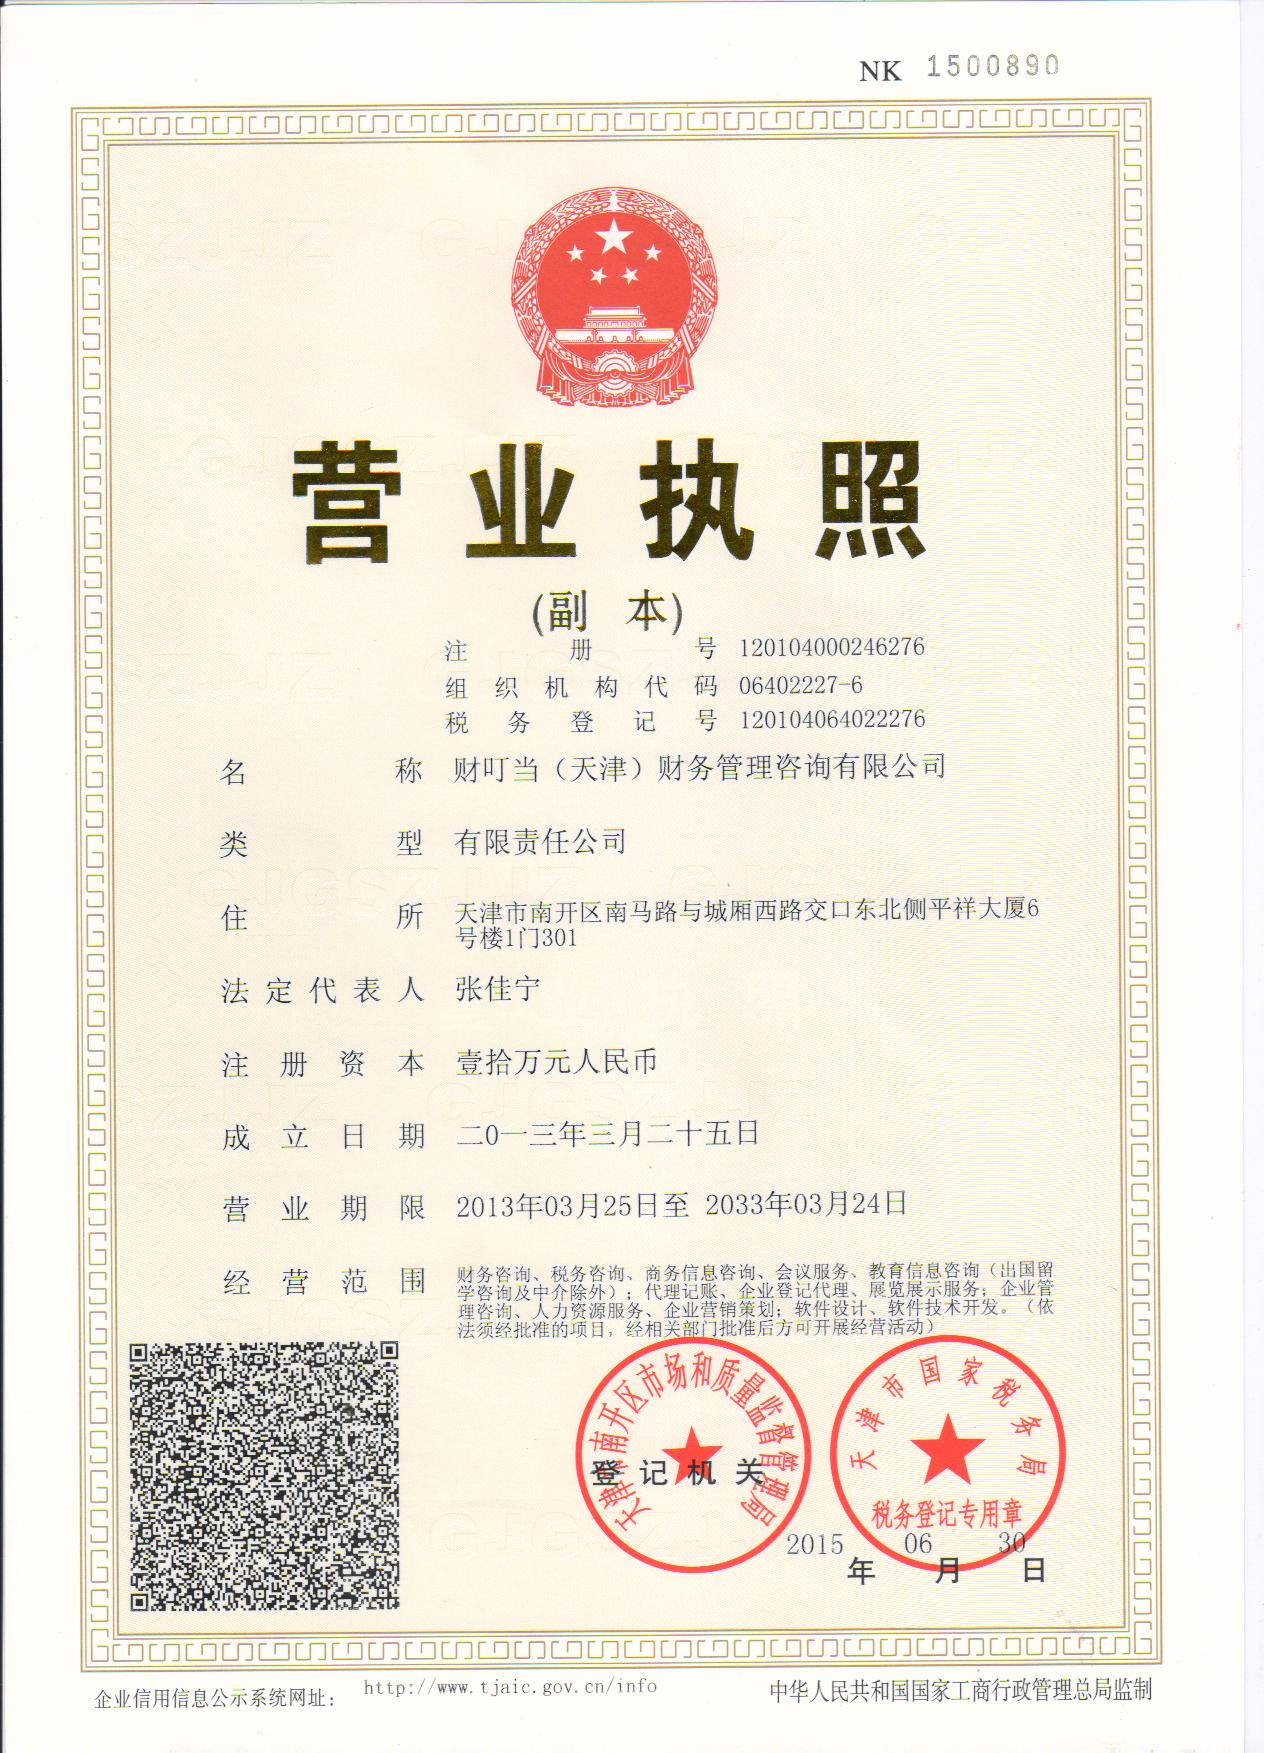 NK 1500890
营业执照
(副 本)
注册号 120104000246276
组织机构代码 06402227-6
税务登记号 120104064022276
名称 财叮当（天津）财务管理咨询有限公司
类型 有限责任公司
住所 天津市南开区南马路与城厢西路交口东北侧平祥大厦6
号楼1门301
法定代表人 张佳宁
注册资本 壹拾万元人民币
成立日期 二0一三年三月二十五日
营业期限 2013年03月25日至 2033年03月24日
经营范围 财务咨询、税务咨询、商务信息咨询、会议服务、教育信息咨询（出国留
学咨询及中介除外）；代理记账、企业登记代理、展览展示服务；企业管
理咨询、人力资源服务、企业营销策划；软件设计、软件技术开发。（依
法须经批准的项目，经相关部门批准后方可开展经营活动）
天津市南开区市场和质量监督管理局
登记机关
天津市国家税务局
税务登记专用章
2015年06月30日
企业信用信息公示系统网址： http://www.tjaic.gov.cn/info
中华人民共和国国家工商行政管理总局监制